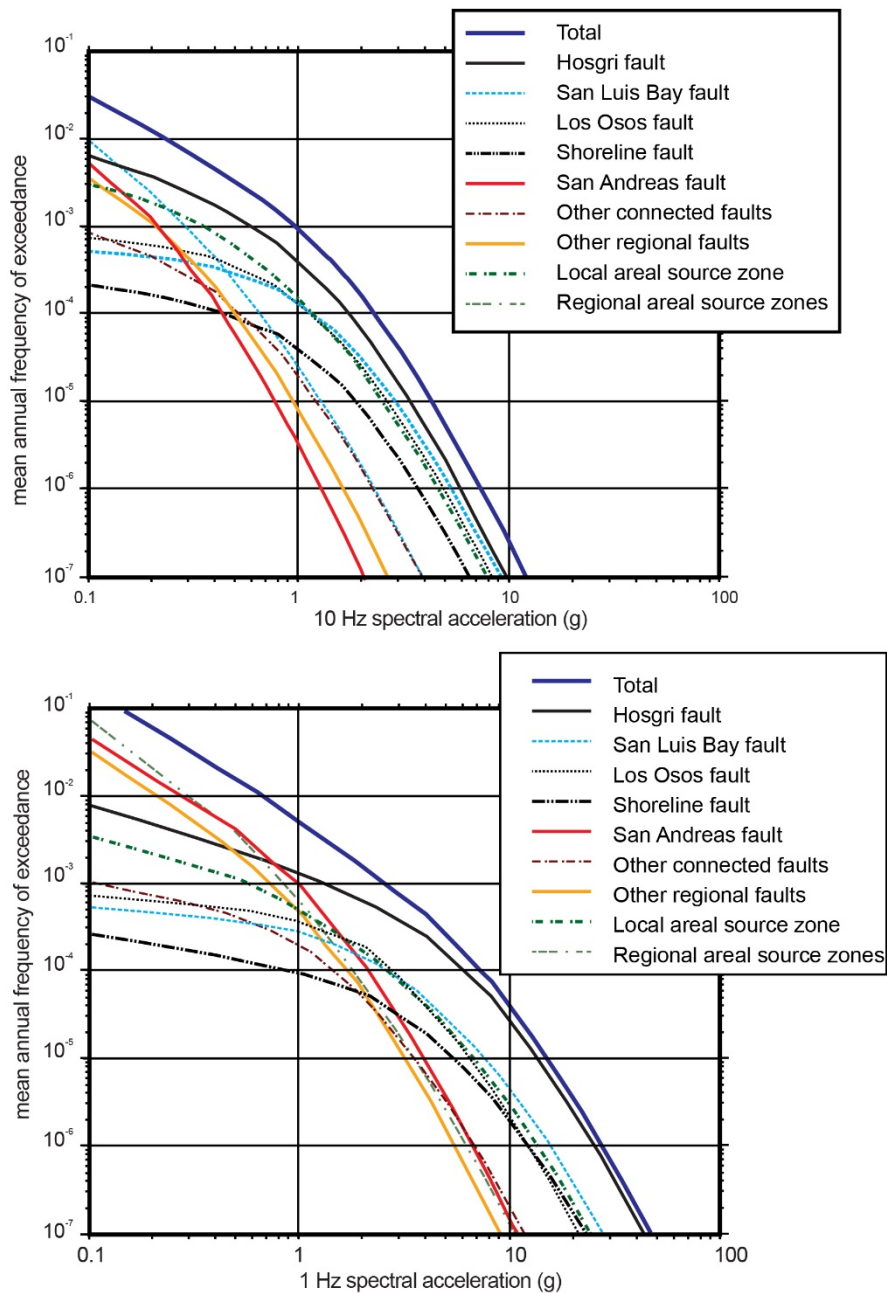 Total
Hosgri fault
San Luis Bay fault
Los Osos fault
Shoreline fault
San Andreas fault
Other connected faults
Other regional faults
Local areal source zone
Regional areal source zones
mean annual frequency of exceedance
10-1
10-2
10-3
10-4
10-5
10-6
10-7
0.1 1 10 100
10 Hz spectral acceleration (g)
Total
Hosgri fault
San Luis Bay fault
Los Osos fault
Shoreline fault
San Andreas fault
Other connected faults
Other regional faults
Local areal source zone
Regional areal source zones
mean annual frequency of exceedance
10-1
10-2
10-3
10-4
10-5
10-6
10-7
0.1 1 10 100
1 Hz spectral acceleration (g)